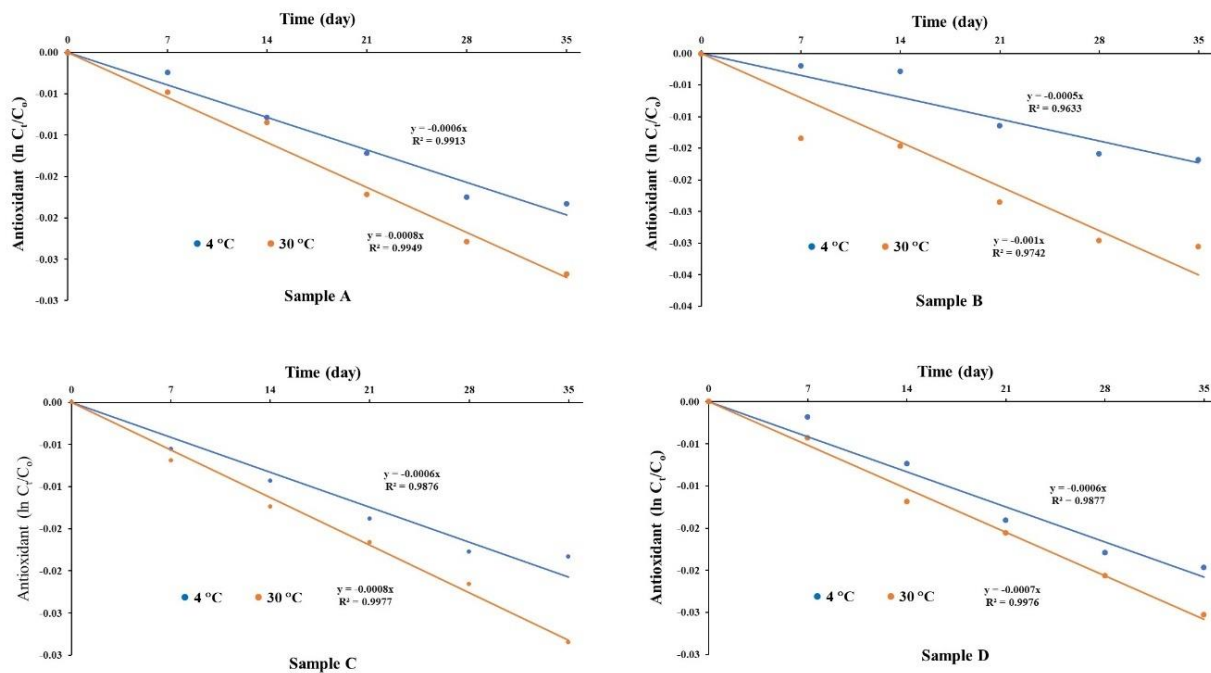 Time (day)
0 7 14 21 28 35
0.00
-0.01
-0.01
-0.02
-0.02
-0.03
-0.03
Antioxidant (ln Cₜ/Cₒ)
y = -0.0006x
R² = 0.9913
y = -0.0008x
R² = 0.9949
4 °C 30 °C
Sample A
Time (day)
0 7 14 21 28 35
0.00
-0.01
-0.01
-0.02
-0.02
-0.03
-0.03
-0.04
-0.04
Antioxidant (ln Cₜ/Cₒ)
y = -0.0005x
R² = 0.9633
y = -0.001x
R² = 0.9742
4 °C 30 °C
Sample B
Time (day)
0 7 14 21 28 35
0.00
-0.01
-0.01
-0.02
-0.02
-0.03
-0.03
Antioxidant (ln Cₜ/Cₒ)
y = -0.0006x
R² = 0.9876
y = -0.0008x
R² = 0.9977
4 °C 30 °C
Sample C
Time (day)
0 7 14 21 28 35
0.00
-0.01
-0.01
-0.02
-0.02
-0.03
-0.03
Antioxidant (ln Cₜ/Cₒ)
y = -0.0006x
R² = 0.9877
y = -0.0007x
R² = 0.9976
4 °C 30 °C
Sample D